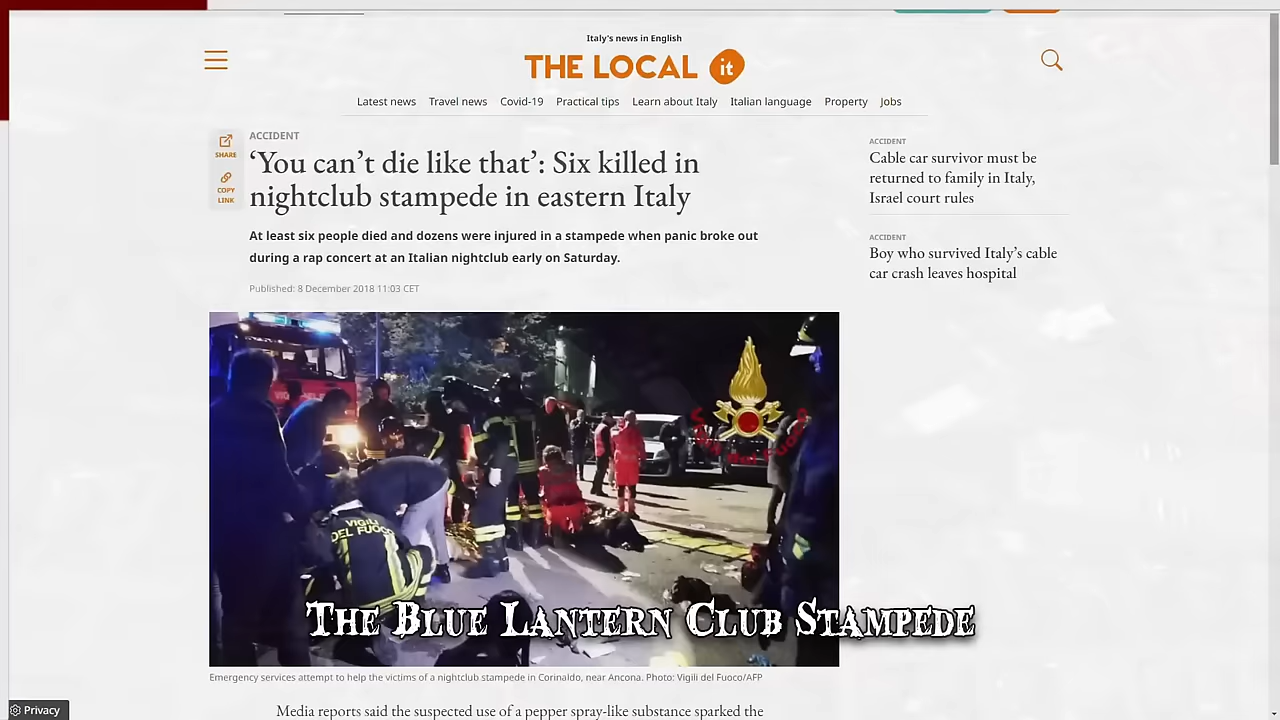 Italy's news in English
THE LOCAL it
Latest news Travel news Covid-19 Practical tips Learn about Italy Italian language Property Jobs
SHARE
COPY
LINK
ACCIDENT
‘You can’t die like that’: Six killed in
nightclub stampede in eastern Italy
At least six people died and dozens were injured in a stampede when panic broke out
during a rap concert at an Italian nightclub early on Saturday.
Published: 8 December 2018 11:03 CET
ACCIDENT
Cable car survivor must be
returned to family in Italy,
Israel court rules
ACCIDENT
Boy who survived Italy’s cable
car crash leaves hospital
VIGILI
DEL FUOCO
The Blue Lantern Club Stampede
Emergency services attempt to help the victims of a nightclub stampede in Corinaldo, near Ancona. Photo: Vigili del Fuoco/AFP
Media reports said the suspected use of a pepper spray-like substance sparked the
Privacy